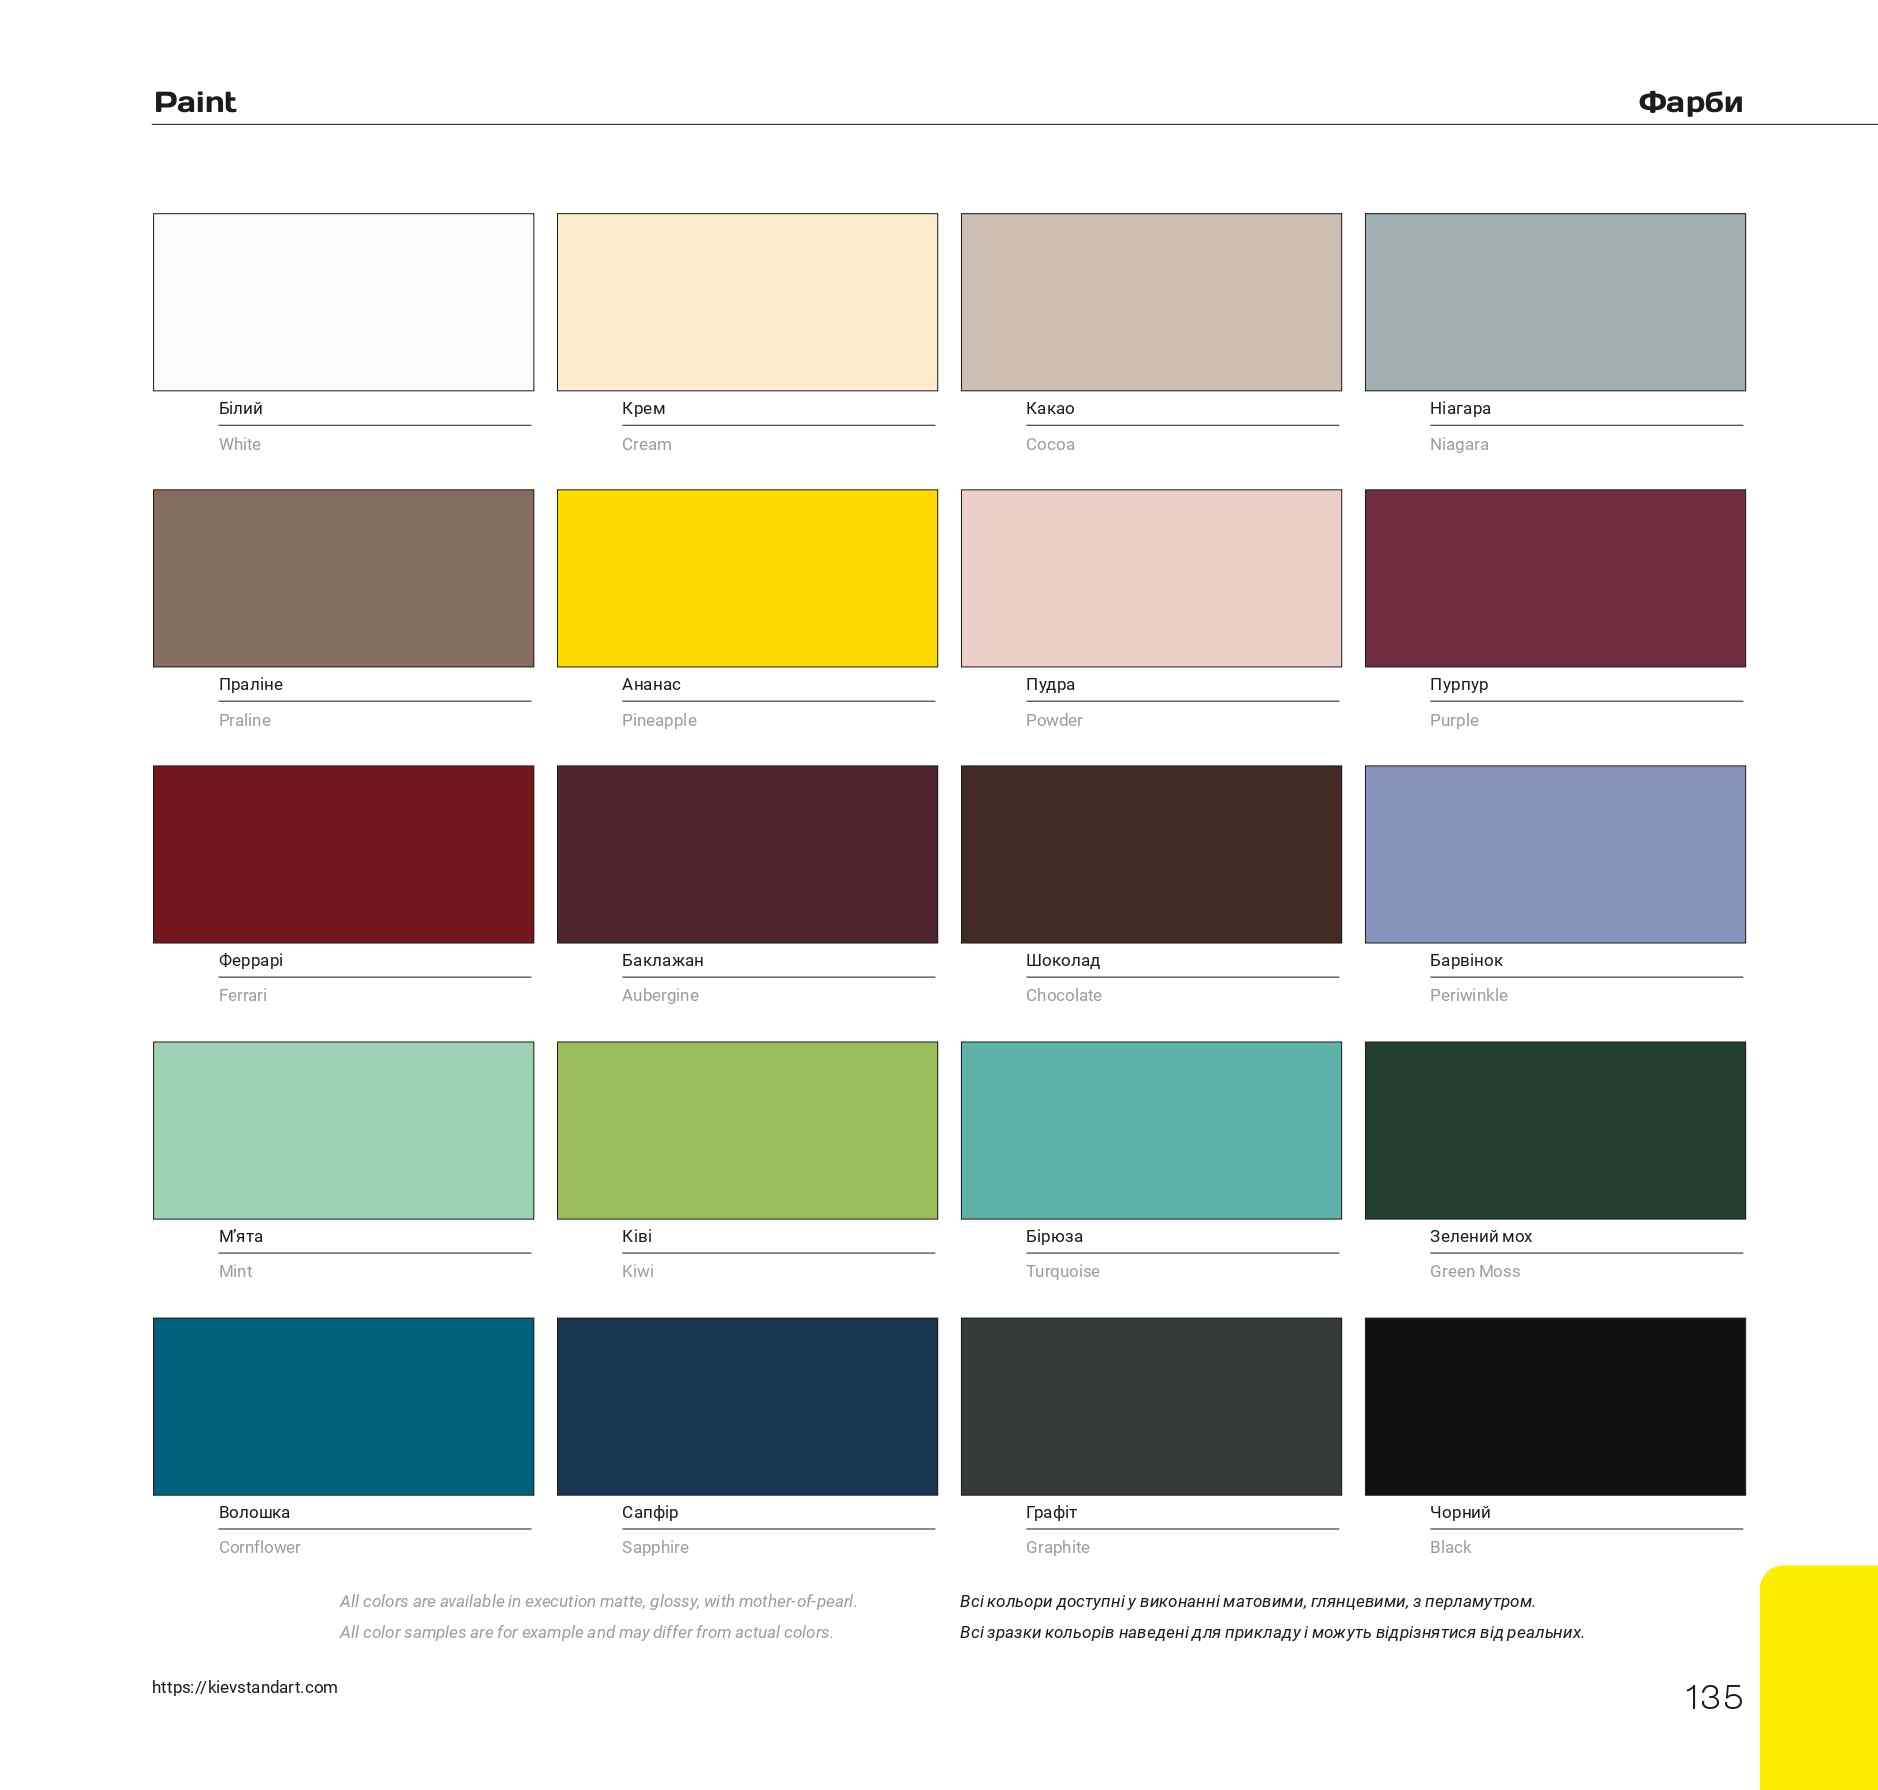 Paint
Фарби
Білий
White
Крем
Cream
Какао
Cocoa
Ніагара
Niagara
Праліне
Praline
Ананас
Pineapple
Пудра
Powder
Пурпур
Purple
Феррарі
Ferrari
Баклажан
Aubergine
Шоколад
Chocolate
Барвінок
Periwinkle
М’ята
Mint
Ківі
Kiwi
Бірюза
Turquoise
Зелений мох
Green Moss
Волошка
Cornflower
Сапфір
Sapphire
Графіт
Graphite
Чорний
Black
All colors are available in execution matte, glossy, with mother-of-pearl.
All color samples are for example and may differ from actual colors.
Всі кольори доступні у виконанні матовими, глянцевими, з перламутром.
Всі зразки кольорів наведені для прикладу і можуть відрізнятися від реальних.
https://kievstandart.com
135